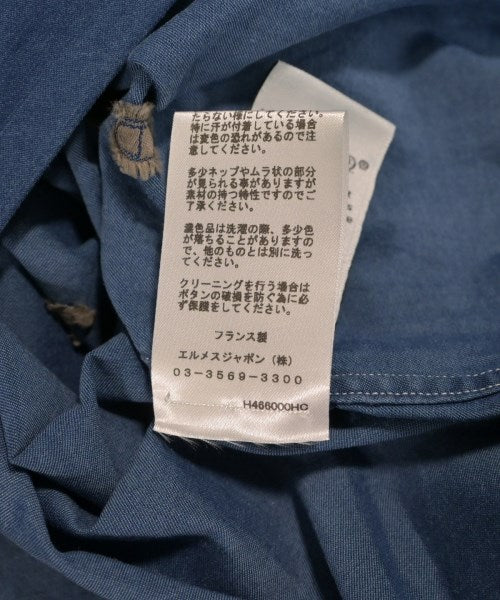 たらない様にしてください。
特に汗が付着している場合
は変色の恐れがあるので注
意してください。
多少ネップやムラ状の部分
が見られる事がありますが
素材の持つ特性ですのでご
了承ください。
濃色品は洗濯の際、多少色
が落ちることがありますの
で、他のものとは別に洗っ
てください。
クリーニングを行う場合は
ボタンの破損を防ぐ為に必
ず保護をしてください。
フランス製
エルメスジャポン（株）
03-3569-3300
H466000HG